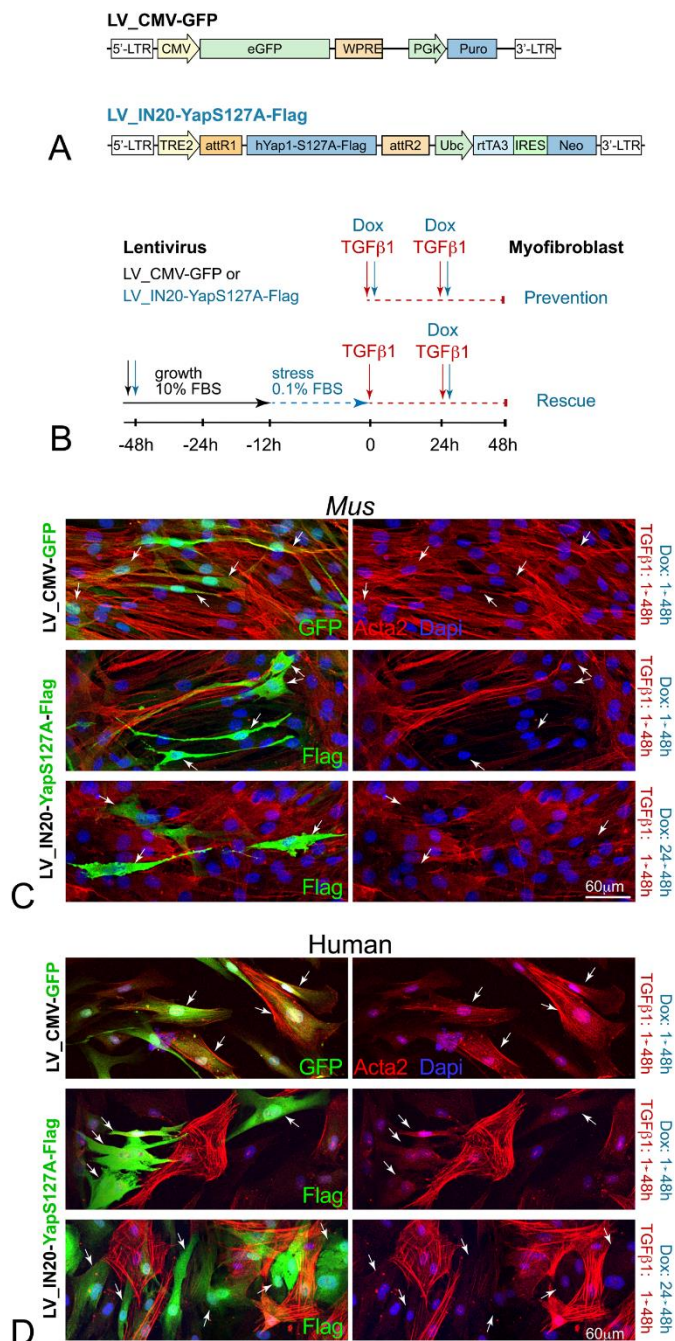 LV_CMV-GFP
5'-LTR CMV eGFP WPRE PGK Puro 3'-LTR
LV_IN20-YapS127A-Flag
A
5'-LTR TRE2 attR1 hYap1-S127A-Flag attR2 Ubc rtTA3 IRES Neo 3'-LTR
Dox Dox
Lentivirus TGFβ1 TGFβ1 Myofibroblast
LV_CMV-GFP or
LV_IN20-YapS127A-Flag Prevention
Dox
TGFβ1 TGFβ1
growth stress
10% FBS 0.1% FBS Rescue
B
-48h -24h -12h 0 24h 48h
Mus
LV_CMV-GFP
GFP
Acta2 Dapi
TGFβ1: 1-48h
Dox: 1-48h
LV_IN20-YapS127A-Flag
Flag
TGFβ1: 1-48h
Dox: 1-48h
Flag
60μm
TGFβ1: 1-48h
Dox: 24-48h
C
Human
LV_CMV-GFP
GFP
Acta2 Dapi
TGFβ1: 1-48h
Dox: 1-48h
LV_IN20-YapS127A-Flag
Flag
TGFβ1: 1-48h
Dox: 1-48h
Flag
60μm
TGFβ1: 1-48h
Dox: 24-48h
D